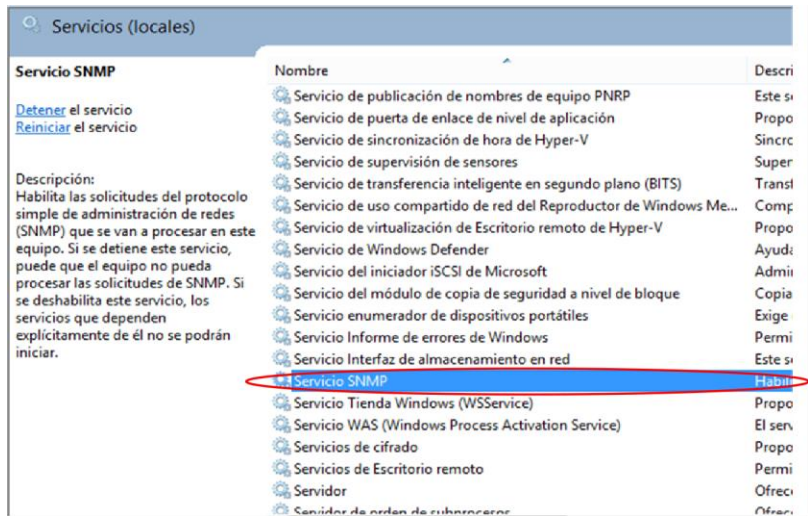 Servicios (locales)
Servicio SNMP
Detener el servicio
Reiniciar el servicio
Descripción:
Habilita las solicitudes del protocolo
simple de administración de redes
(SNMP) que se van a procesar en este
equipo. Si se detiene este servicio,
puede que el equipo no pueda
procesar las solicitudes de SNMP. Si
se deshabilita este servicio, los
servicios que dependen
explícitamente de él no se podrán
iniciar.
Nombre Descri
Servicio de publicación de nombres de equipo PNRP Este s
Servicio de puerta de enlace de nivel de aplicación Propo
Servicio de sincronización de hora de Hyper-V Sincro
Servicio de supervisión de sensores Super
Servicio de transferencia inteligente en segundo plano (BITS) Transf
Servicio de uso compartido de red del Reproductor de Windows Me... Comp
Servicio de virtualización de Escritorio remoto de Hyper-V Propo
Servicio de Windows Defender Ayuda
Servicio del iniciador iSCSI de Microsoft Admi
Servicio del módulo de copia de seguridad a nivel de bloque Copia
Servicio enumerador de dispositivos portátiles Exige
Servicio Informe de errores de Windows Permi
Servicio Interfaz de almacenamiento en red Este s
Servicio SNMP Habili
Servicio Tienda Windows (WSService) Propo
Servicio WAS (Windows Process Activation Service) El serv
Servicios de cifrado Propo
Servicios de Escritorio remoto Permi
Servidor Ofrec
Servidor de orden de subprocesos Ofrec